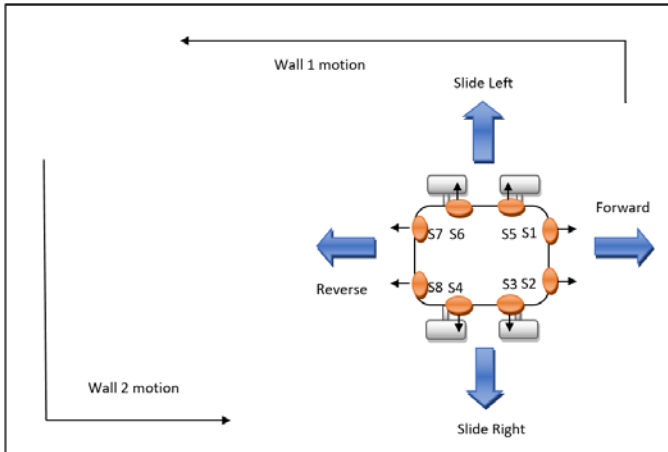 Wall 1 motion
Slide Left
Forward
S7 S6 S5 S1
Reverse
S8 S4 S3 S2
Wall 2 motion
Slide Right